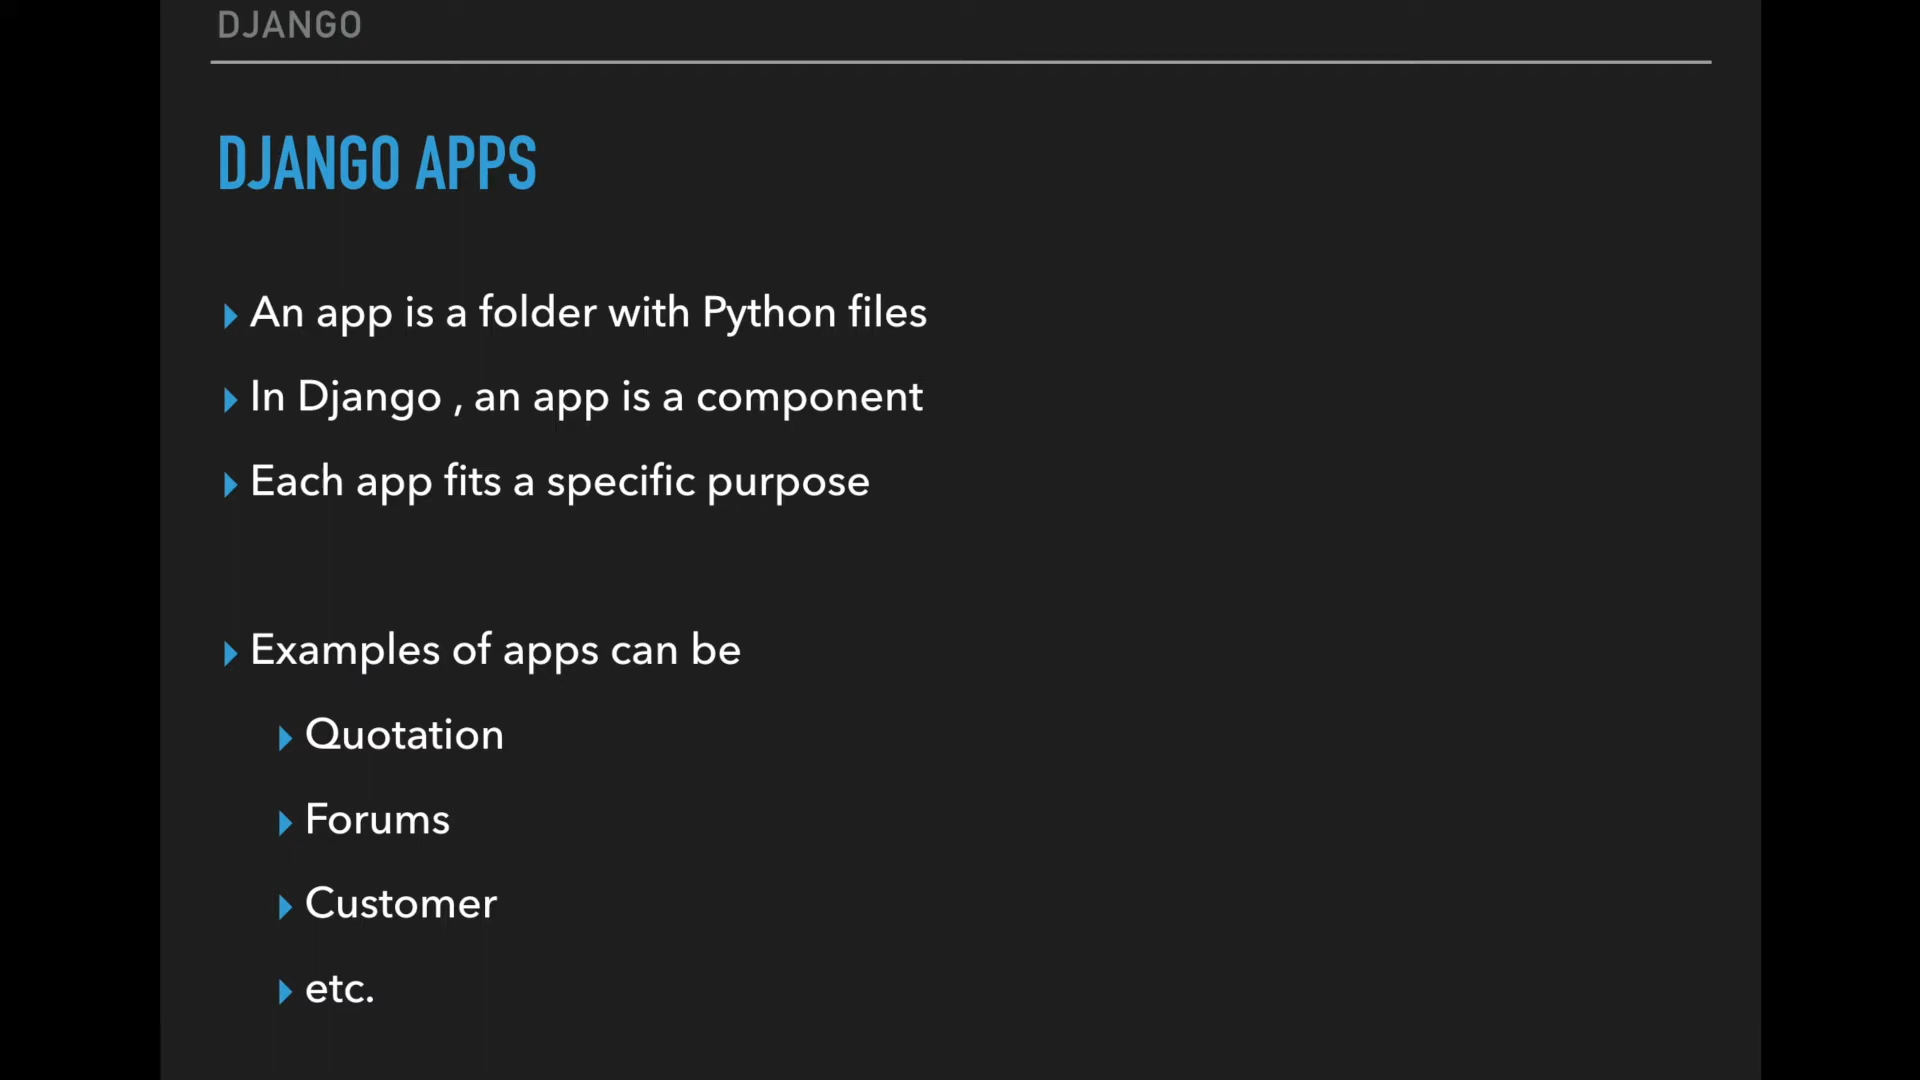 DJANGO
DJANGO APPS
An app is a folder with Python files
In Django , an app is a component
Each app fits a specific purpose
Examples of apps can be
Quotation
Forums
Customer
etc.